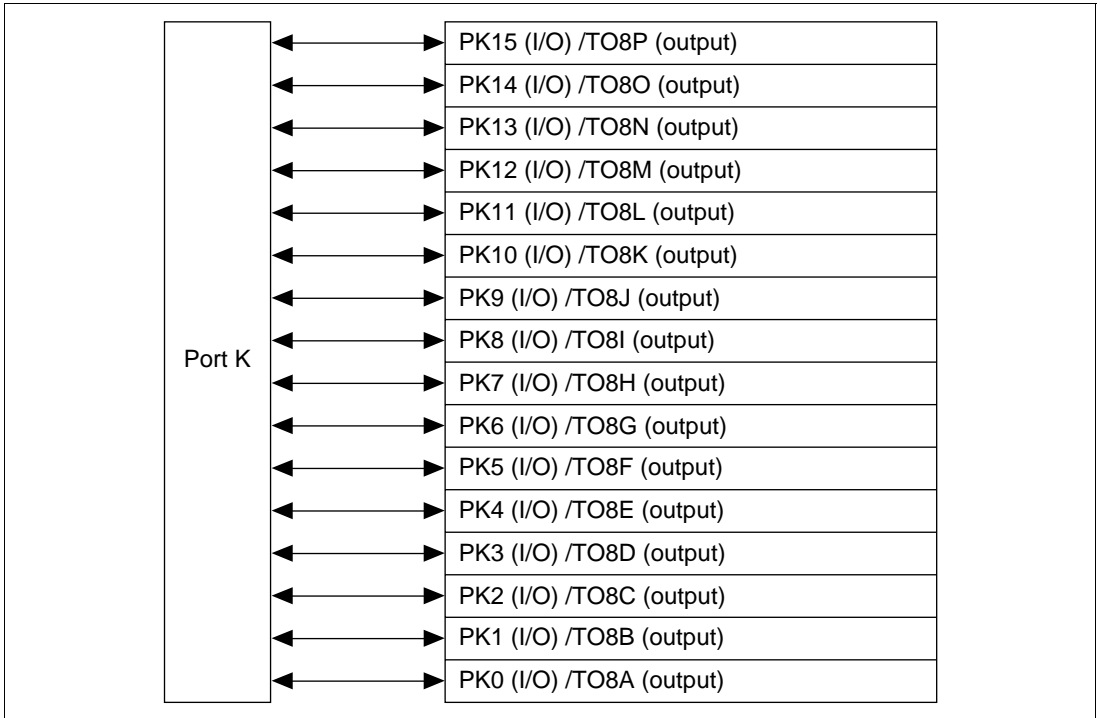 PK15 (I/O) /TO8P (output)
PK14 (I/O) /TO8O (output)
PK13 (I/O) /TO8N (output)
PK12 (I/O) /TO8M (output)
PK11 (I/O) /TO8L (output)
PK10 (I/O) /TO8K (output)
PK9 (I/O) /TO8J (output)
PK8 (I/O) /TO8I (output)
Port K
PK7 (I/O) /TO8H (output)
PK6 (I/O) /TO8G (output)
PK5 (I/O) /TO8F (output)
PK4 (I/O) /TO8E (output)
PK3 (I/O) /TO8D (output)
PK2 (I/O) /TO8C (output)
PK1 (I/O) /TO8B (output)
PK0 (I/O) /TO8A (output)